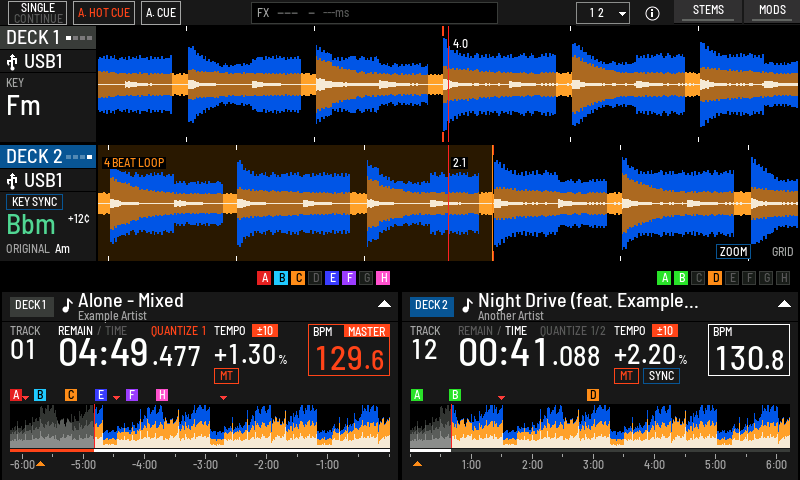 SINGLE
CONTINUE
A. HOT CUE
A. CUE
FX --- - ---ms
1 2
STEMS
MODS
DECK 1
USB1
KEY
Fm
4.0
DECK 2
USB1
KEY SYNC
Bbm +12¢
ORIGINAL Am
4 BEAT LOOP
2.1
ZOOM
GRID
A B C D E F G H
A B C D E F G H
DECK 1
Alone - Mixed
Example Artist
TRACK
01
REMAIN / TIME
QUANTIZE 1
04:49.477
TEMPO ±10
+1.30%
MT
BPM MASTER
129.6
A B C E F H
-6:00 -5:00 -4:00 -3:00 -2:00 -1:00
DECK 2
Night Drive (feat. Example...
Another Artist
TRACK
12
REMAIN / TIME
QUANTIZE 1/2
00:41.088
TEMPO ±10
+2.20%
MT SYNC
BPM
130.8
A B D
1:00 2:00 3:00 4:00 5:00 6:00